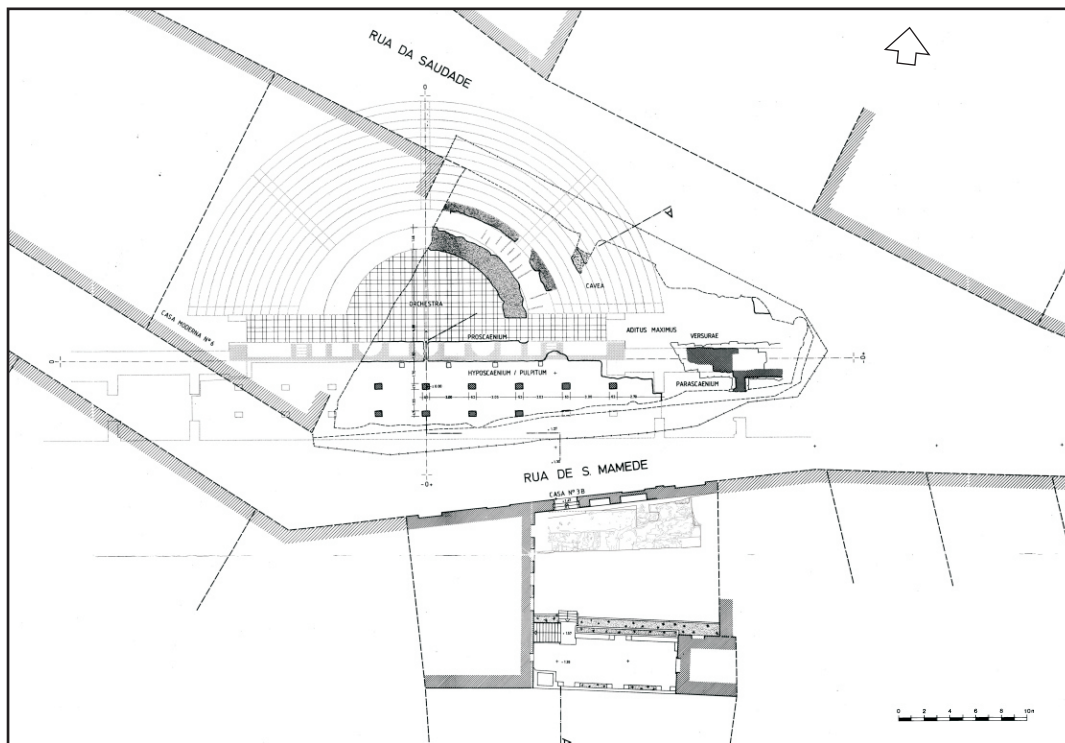 RUA DA SAUDADE
CAVEA
ORCHESTRA
CASA MODERNA Nº 6
PROSCAENIUM
ADITUS MAXIMUS
VERSURAE
HYPOSCAENIUM / PULPITUM
PARASCAENIUM
RUA DE S. MAMEDE
CASA Nº 3B
0 2 4 6 8 10m